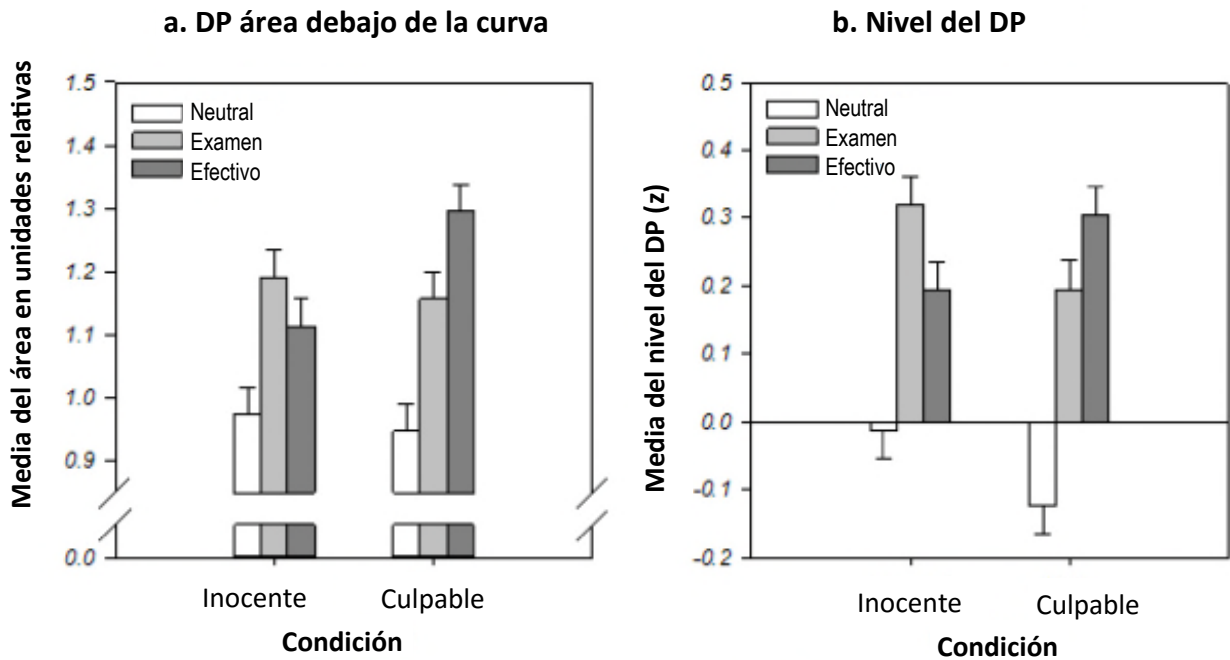 a. DP área debajo de la curva
Media del área en unidades relativas
1.5
1.4
1.3
1.2
1.1
1.0
0.9
0.0
Neutral
Examen
Efectivo
Inocente Culpable
Condición
b. Nivel del DP
Media del nivel del DP (z)
0.5
0.4
0.3
0.2
0.1
0.0
-0.1
-0.2
Neutral
Examen
Efectivo
Inocente Culpable
Condición